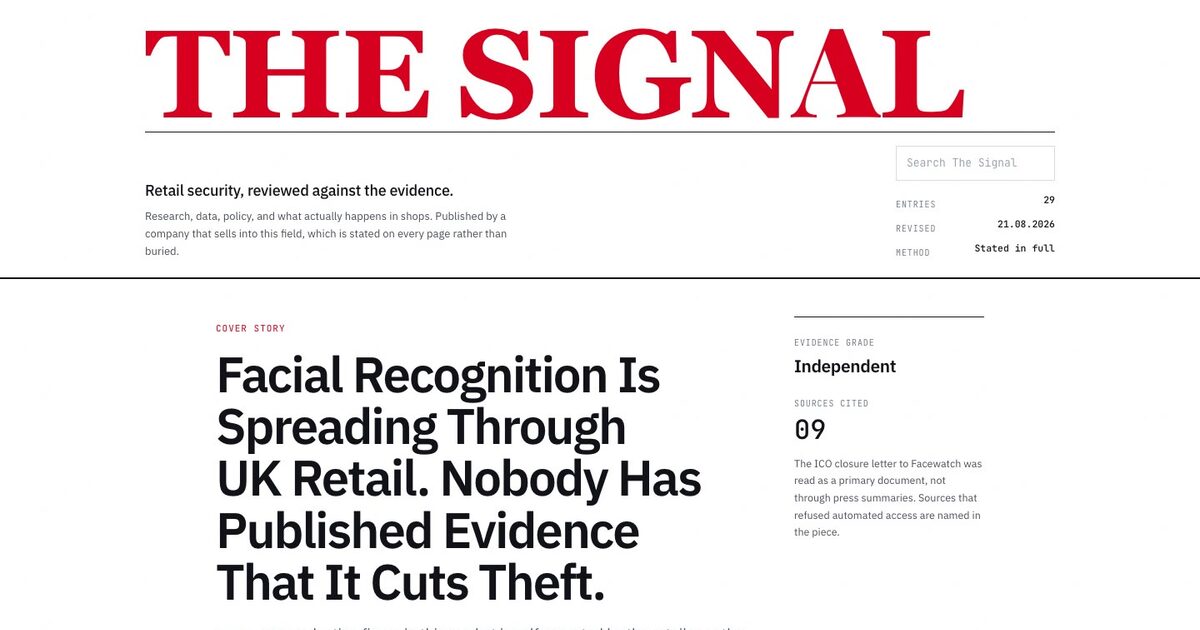 THE SIGNAL
Search The Signal
Retail security, reviewed against the evidence.
Research, data, policy, and what actually happens in shops. Published by a
company that sells into this field, which is stated on every page rather than
buried.
ENTRIES 29
REVISED 21.08.2026
METHOD Stated in full
COVER STORY
Facial Recognition Is
Spreading Through
UK Retail. Nobody Has
Published Evidence
That It Cuts Theft.
EVIDENCE GRADE
Independent
SOURCES CITED
09
The ICO closure letter to Facewatch was
read as a primary document, not
through press summaries. Sources that
refused automated access are named in
the piece.